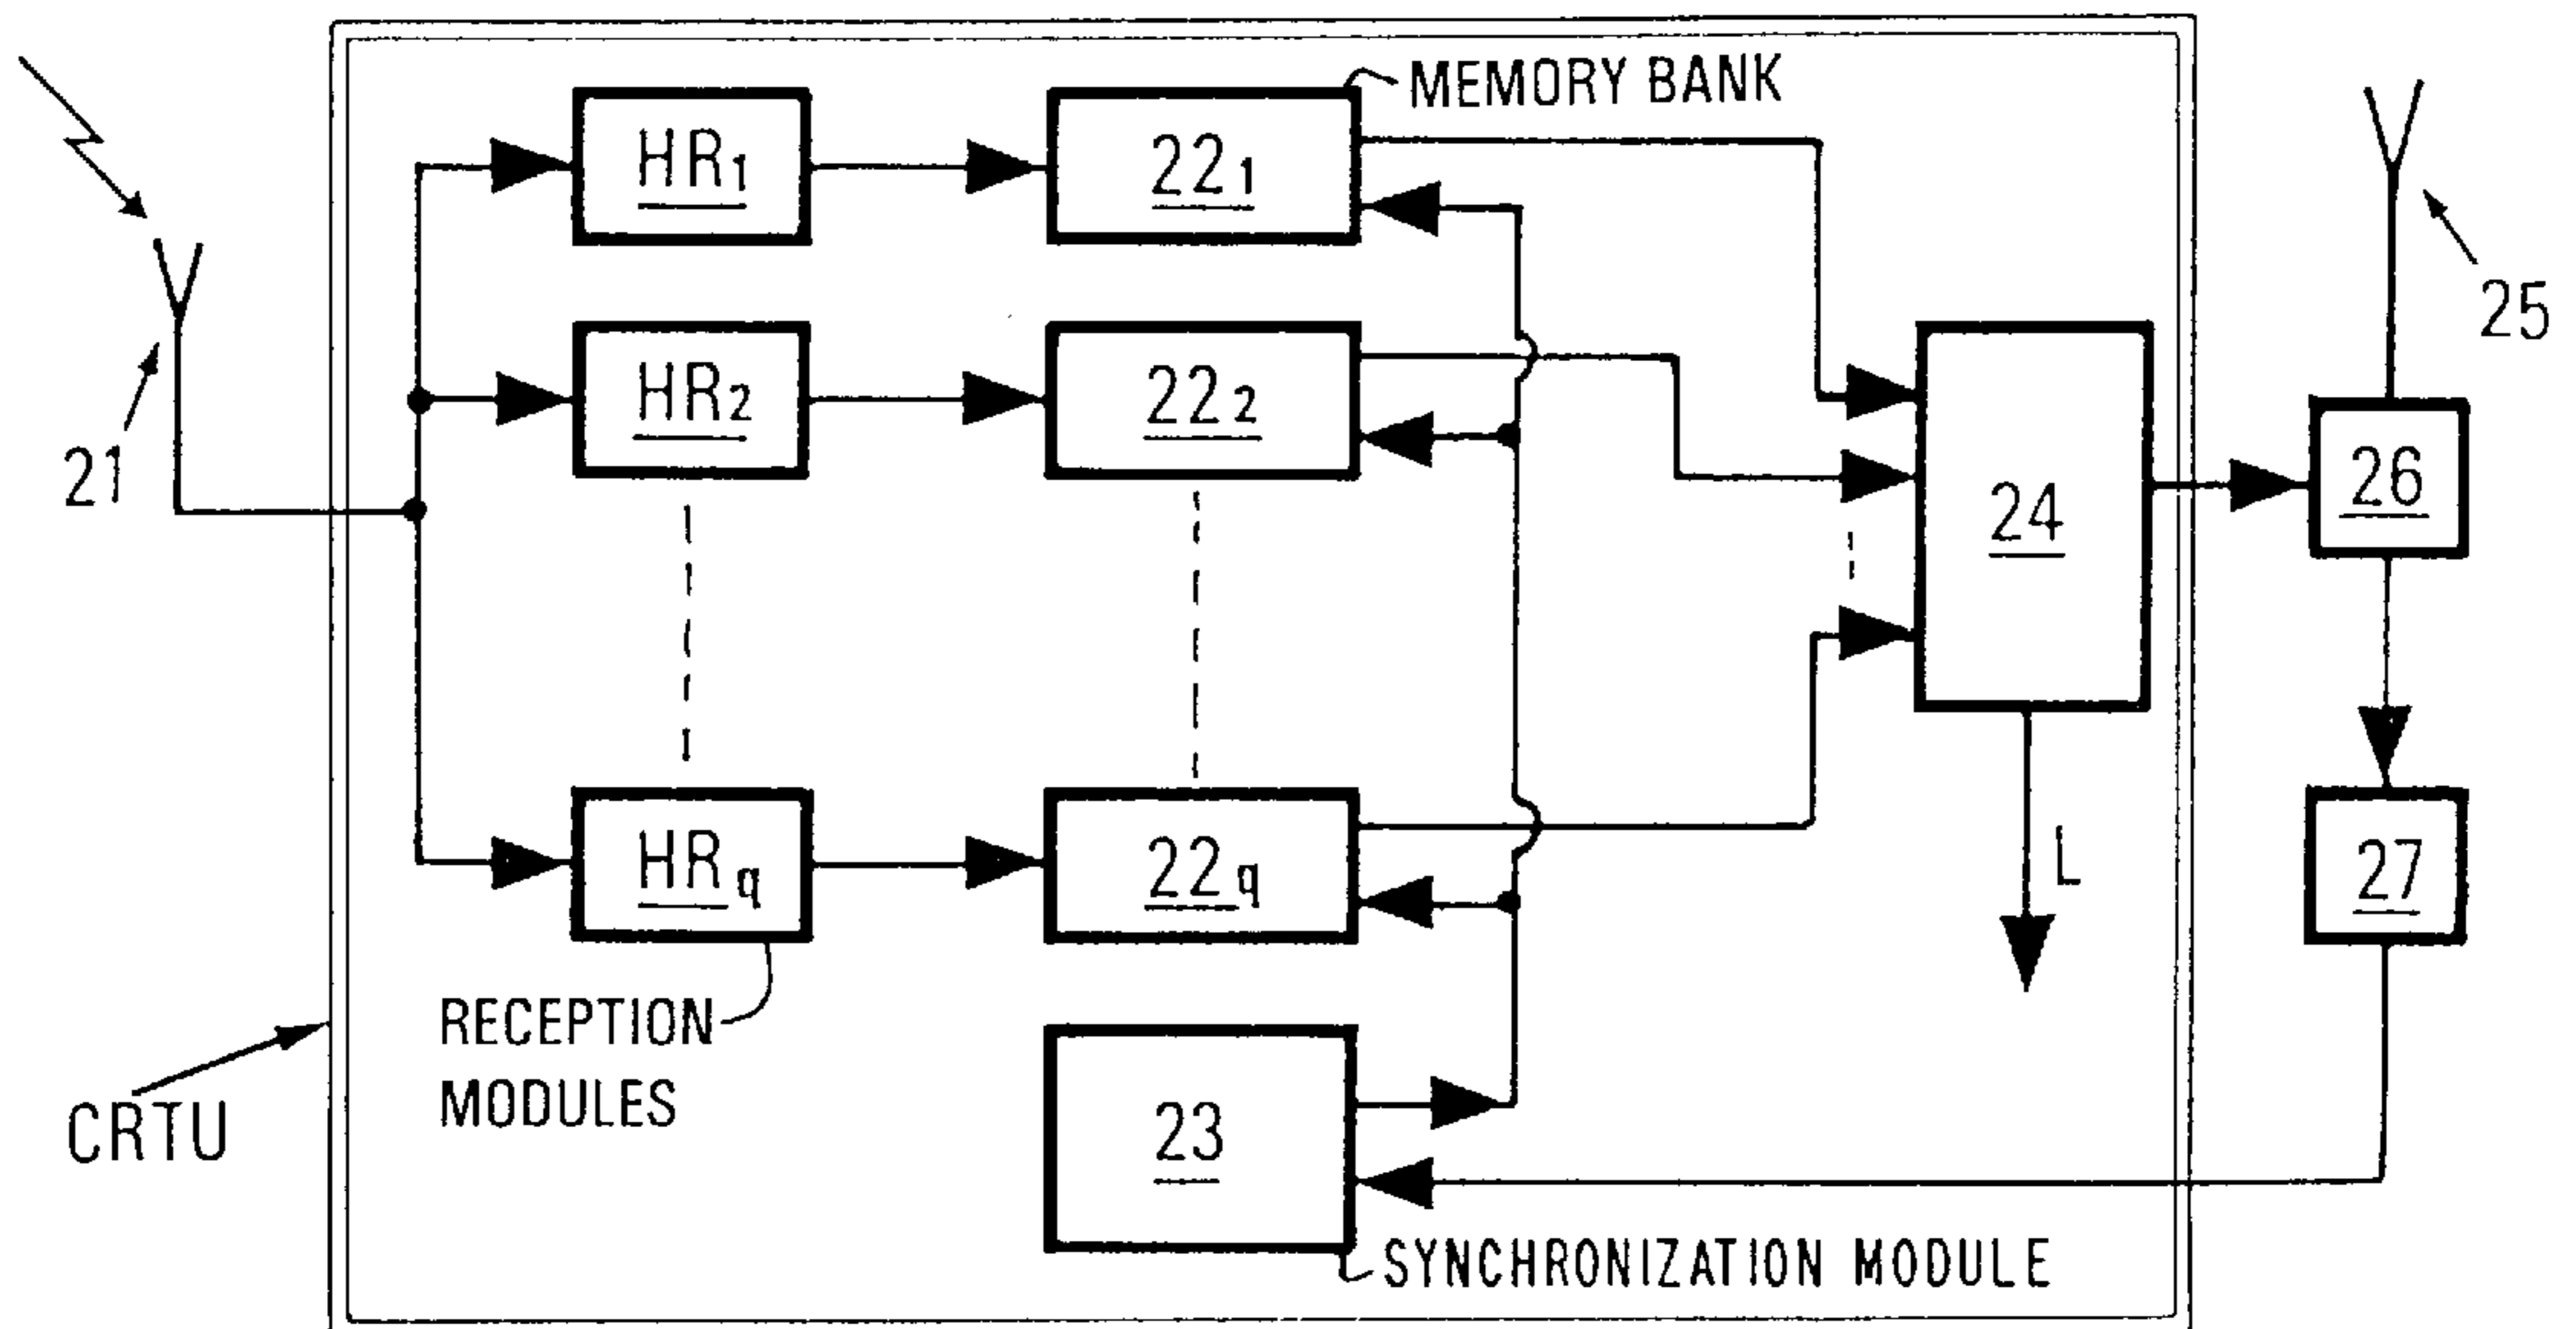 MEMORY BANK
HR1
221
25
HR2
222
21
26
24
HRq
22q
27
L
RECEPTION
MODULES
CRTU
23
SYNCHRONIZATION MODULE